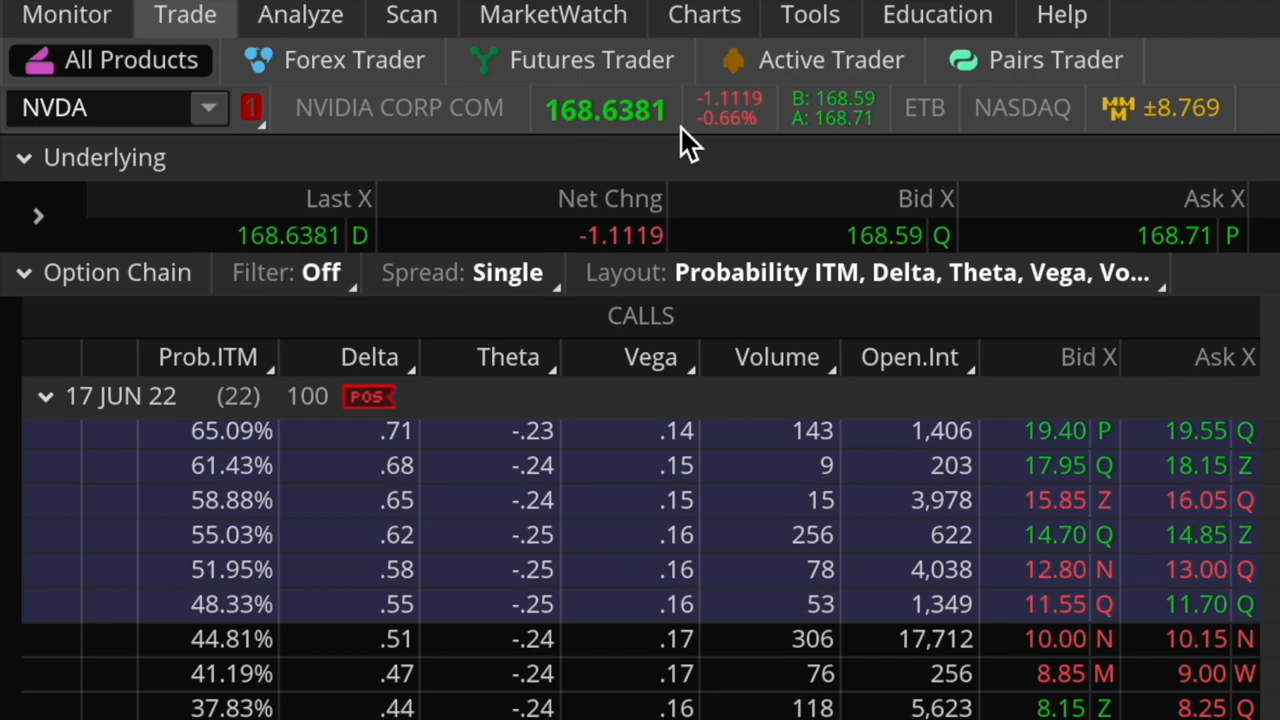 Monitor Trade Analyze Scan MarketWatch Charts Tools Education Help
All Products Forex Trader Futures Trader Active Trader Pairs Trader
NVDA 1 NVIDIA CORP COM 168.6381 -1.1119 -0.66% B: 168.59 A: 168.71 ETB NASDAQ MMM ±8.769
Underlying
Last X Net Chng Bid X Ask X
168.6381 D -1.1119 168.59 Q 168.71 P
Option Chain Filter: Off Spread: Single Layout: Probability ITM, Delta, Theta, Vega, Vo...
CALLS
Prob.ITM Delta Theta Vega Volume Open.Int Bid X Ask X
17 JUN 22 (22) 100 POS
65.09% .71 -.23 .14 143 1,406 19.40 P 19.55 Q
61.43% .68 -.24 .15 9 203 17.95 Q 18.15 Z
58.88% .65 -.24 .15 15 3,978 15.85 Z 16.05 Q
55.03% .62 -.25 .16 256 622 14.70 Q 14.85 Z
51.95% .58 -.25 .16 78 4,038 12.80 N 13.00 Q
48.33% .55 -.25 .16 53 1,349 11.55 Q 11.70 Q
44.81% .51 -.24 .17 306 17,712 10.00 N 10.15 N
41.19% .47 -.24 .17 76 256 8.85 M 9.00 W
37.83% .44 -.24 .16 118 5,623 8.15 Z 8.25 Q